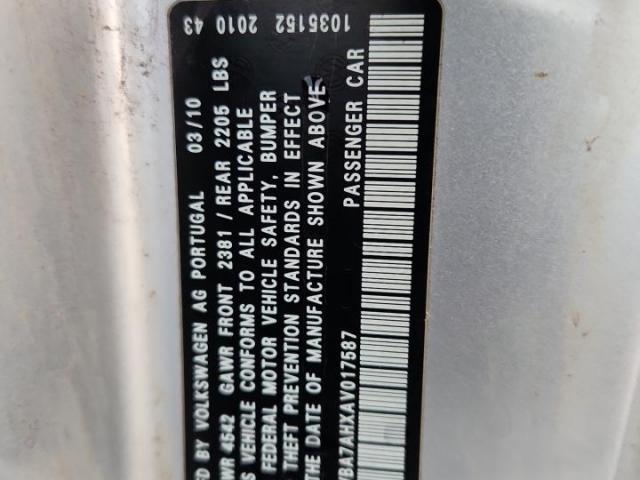 1035152 2010 43
FD BY VOLKSWAGEN AG PORTUGAL 03/10
WR 4542 GAWR FRONT 2381 / REAR 2205 LBS
S VEHICLE CONFORMS TO ALL APPLICABLE
FEDERAL MOTOR VEHICLE SAFETY, BUMPER
THEFT PREVENTION STANDARDS IN EFFECT
THE DATE OF MANUFACTURE SHOWN ABOVE
PASSENGER CAR
BA7AHXAV017587